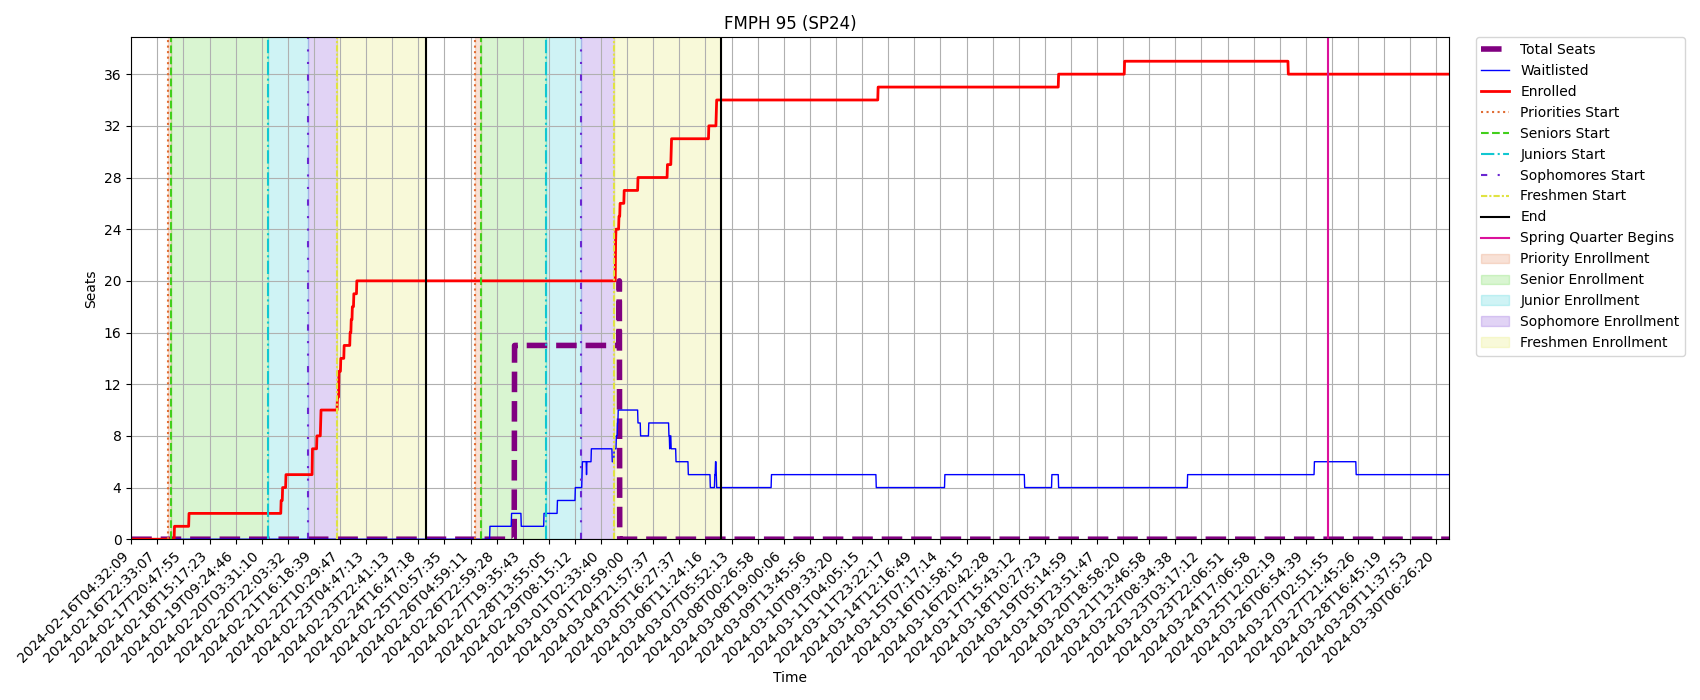 FMPH 95 (SP24)
Seats
36
32
28
24
20
16
12
8
4
0
2024-02-16T04:32:09
2024-02-16T22:33:07
2024-02-17T20:47:55
2024-02-18T15:17:23
2024-02-19T09:24:46
2024-02-20T03:31:10
2024-02-20T22:03:32
2024-02-21T16:18:39
2024-02-22T10:29:47
2024-02-23T04:47:13
2024-02-23T22:41:13
2024-02-24T16:47:18
2024-02-25T10:57:35
2024-02-26T04:59:11
2024-02-26T22:59:28
2024-02-27T19:35:43
2024-02-28T13:55:05
2024-02-29T08:15:12
2024-03-01T02:33:40
2024-03-01T20:59:00
2024-03-04T21:57:37
2024-03-05T16:27:37
2024-03-06T11:24:16
2024-03-07T05:52:13
2024-03-08T00:26:58
2024-03-08T19:00:06
2024-03-09T13:45:56
2024-03-10T09:33:20
2024-03-11T04:05:15
2024-03-11T23:22:17
2024-03-14T12:16:49
2024-03-15T07:17:14
2024-03-16T01:58:15
2024-03-16T20:42:28
2024-03-17T15:43:12
2024-03-18T10:27:23
2024-03-19T05:14:59
2024-03-19T23:51:47
2024-03-20T18:58:20
2024-03-21T13:46:58
2024-03-22T08:34:38
2024-03-23T03:17:12
2024-03-23T22:06:51
2024-03-24T17:06:58
2024-03-25T12:02:19
2024-03-26T06:54:39
2024-03-27T02:51:55
2024-03-27T21:45:26
2024-03-28T16:45:19
2024-03-29T11:37:53
2024-03-30T06:26:20
Time
Total Seats
Waitlisted
Enrolled
Priorities Start
Seniors Start
Juniors Start
Sophomores Start
Freshmen Start
End
Spring Quarter Begins
Priority Enrollment
Senior Enrollment
Junior Enrollment
Sophomore Enrollment
Freshmen Enrollment